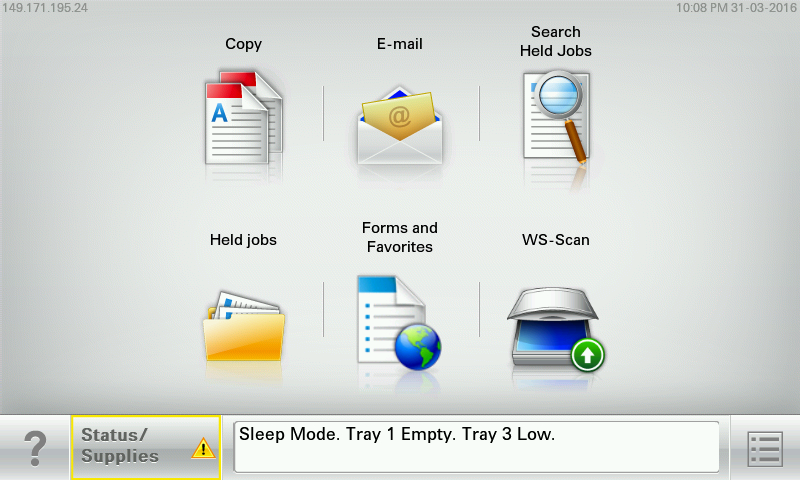 149.171.195.24
10:08 PM 31-03-2016
Copy
E-mail
Search
Held Jobs
A
@
Held jobs
Forms and
Favorites
WS-Scan
?
Status/
Supplies
!
Sleep Mode. Tray 1 Empty. Tray 3 Low.